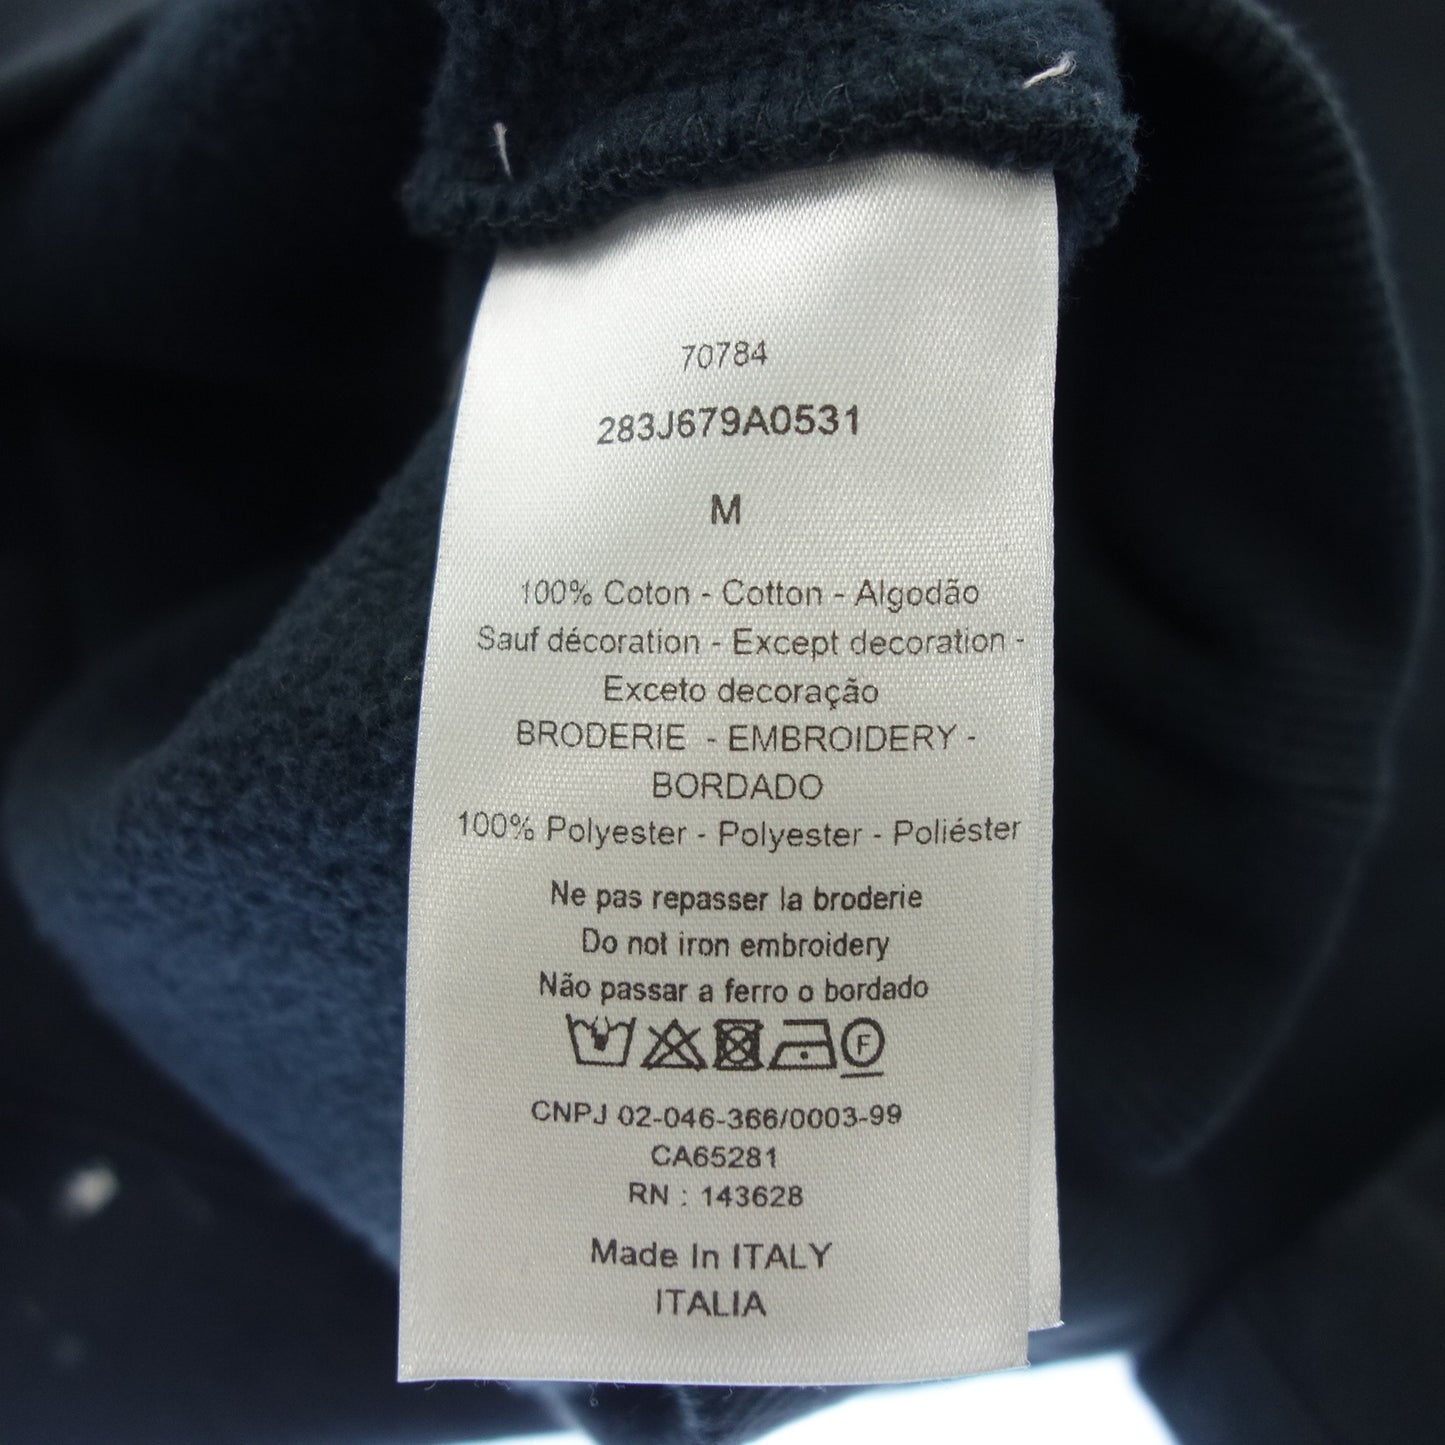 70784
283J679A0531
M
100% Coton - Cotton - Algodão
Sauf décoration - Except decoration -
Exceto decoração
BRODERIE - EMBROIDERY -
BORDADO
100% Polyester - Polyester - Poliéster
Ne pas repasser la broderie
Do not iron embroidery
Não passar a ferro o bordado
F
CNPJ 02-046-366/0003-99
CA65281
RN : 143628
Made In ITALY
ITALIA